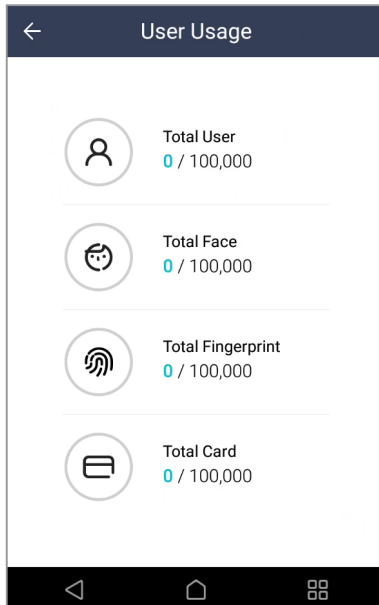 User Usage
Total User
0 / 100,000
Total Face
0 / 100,000
Total Fingerprint
0 / 100,000
Total Card
0 / 100,000